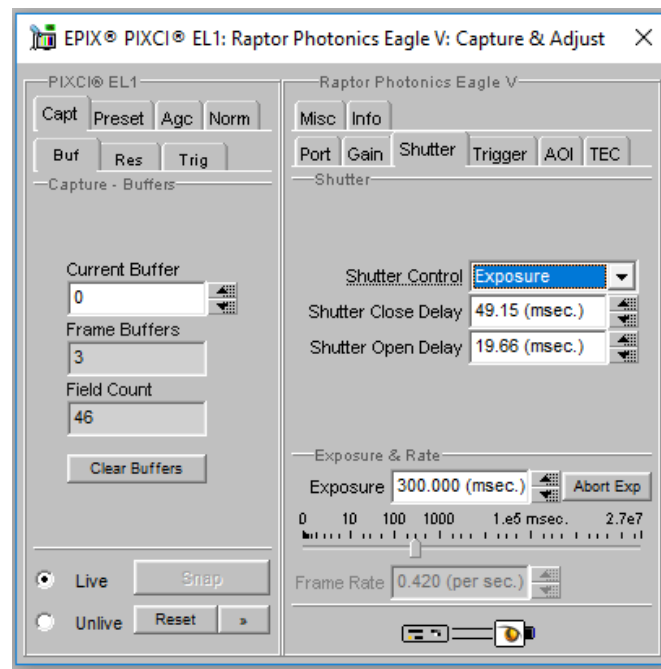 EPIX® PIXCI® EL1: Raptor Photonics Eagle V: Capture & Adjust
PIXCI® EL1
Capt Preset Agc Norm
Buf Res Trig
Capture - Buffers
Current Buffer
0
Frame Buffers
3
Field Count
46
Clear Buffers
Live Snap
Unlive Reset »
Raptor Photonics Eagle V
Misc Info
Port Gain Shutter Trigger AOI TEC
Shutter
Shutter Control Exposure
Shutter Close Delay 49.15 (msec.)
Shutter Open Delay 19.66 (msec.)
Exposure & Rate
Exposure 300.000 (msec.) Abort Exp
0 10 100 1000 1.e5 msec. 2.7e7
Frame Rate 0.420 (per sec.)